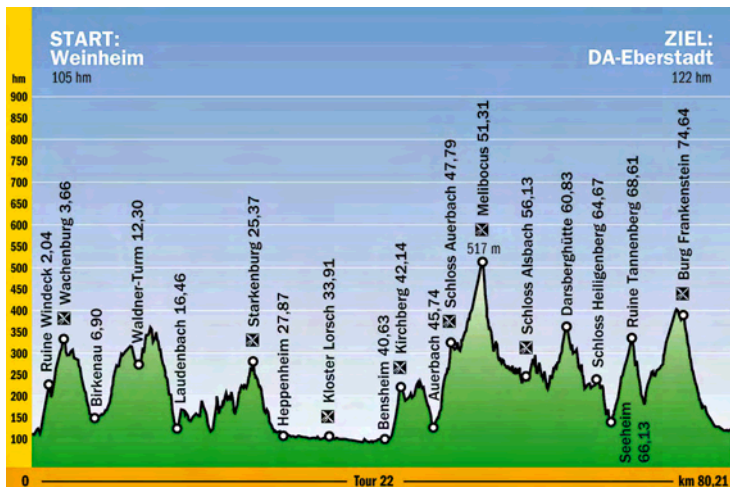 START:
Weinheim
105 hm
ZIEL:
DA-Eberstadt
122 hm
hm
900
850
800
750
700
650
600
550
500
450
400
350
300
250
200
150
100
Ruine Windeck 2,04
Wachenburg 3,66
Birkenau 6,90
Waldner-Turm 12,30
Laudenbach 16,46
Starkenburg 25,37
Heppenheim 27,87
Kloster Lorsch 33,91
Bensheim 40,63
Kirchberg 42,14
Auerbach 45,74
Schloss Auerbach 47,79
Melibocus 51,31
517 m
Schloss Alsbach 56,13
Darsberghütte 60,83
Schloss Heiligenberg 64,67
Seeheim
66,13
Ruine Tannenberg 68,61
Burg Frankenstein 74,64
0
Tour 22
km 80,21